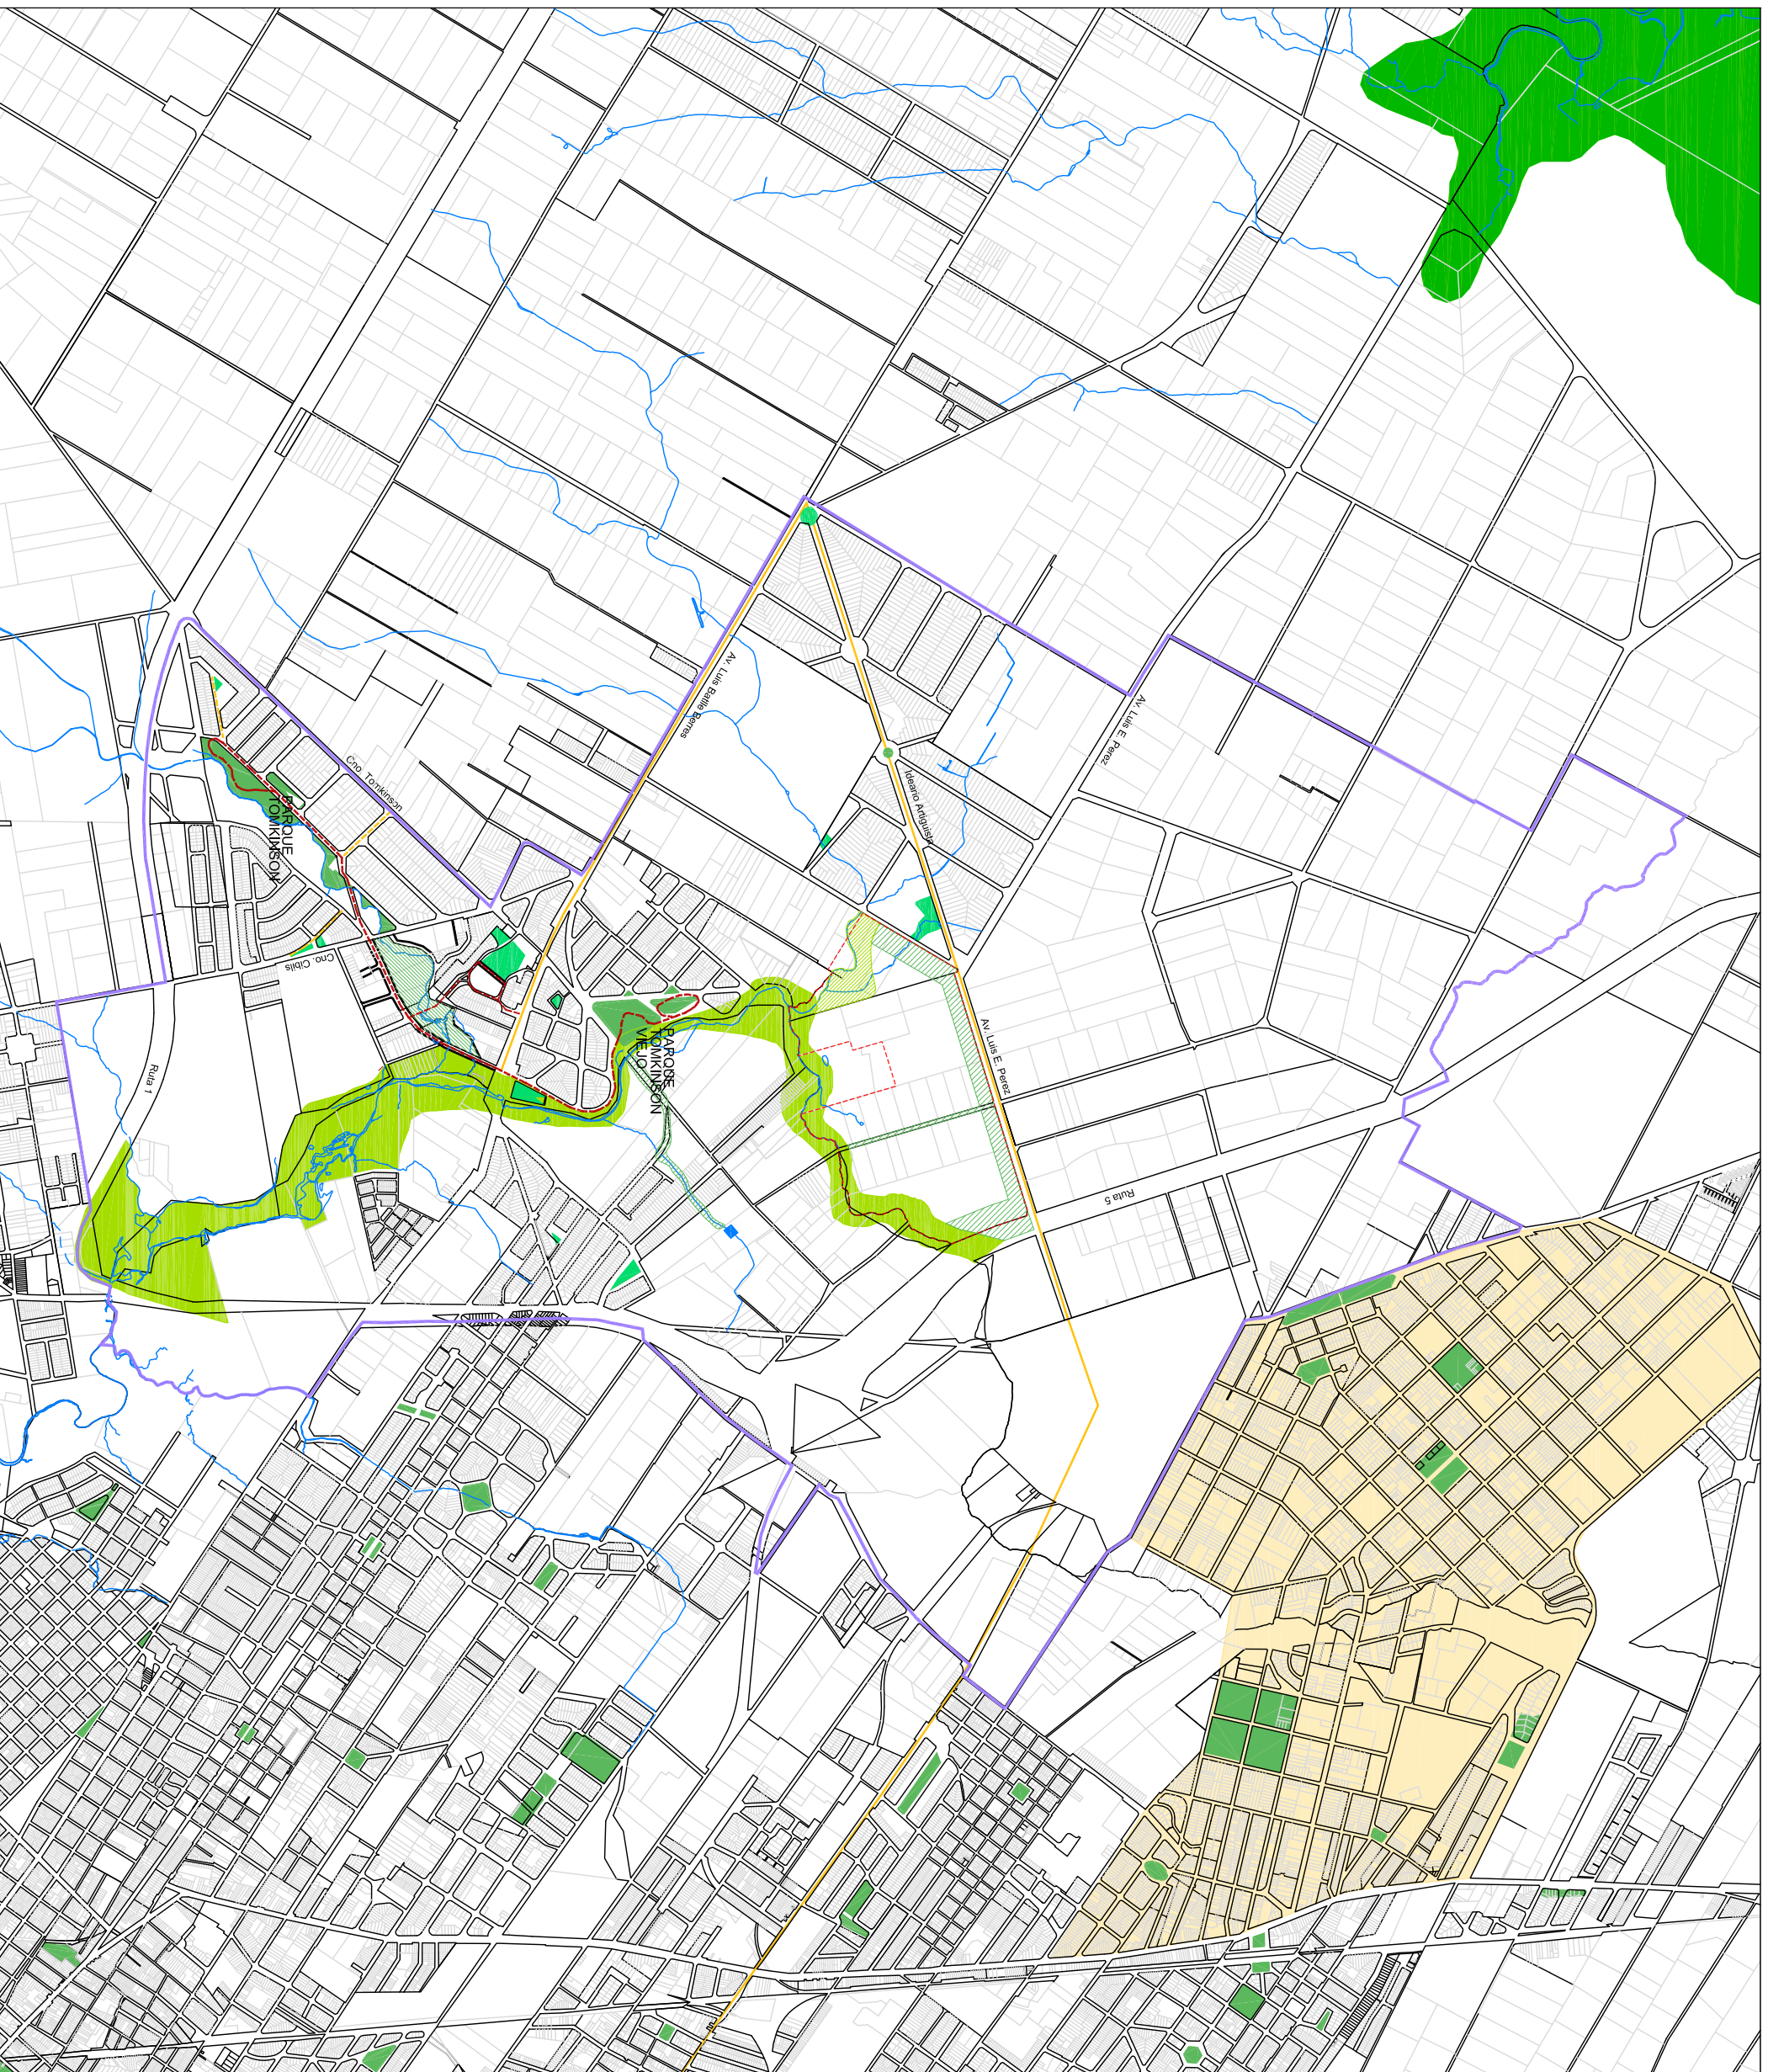 Av. Luis Batlle Berres
Av. Luis E. Perez
Cno. Tomkinson
Ideario Artiguista
PARQUE
TOMKINSON
Cno. Cibils
PARQUE
TOMKINSON
VIEJO
Av. Luis E. Perez
Ruta 1
Ruta 5